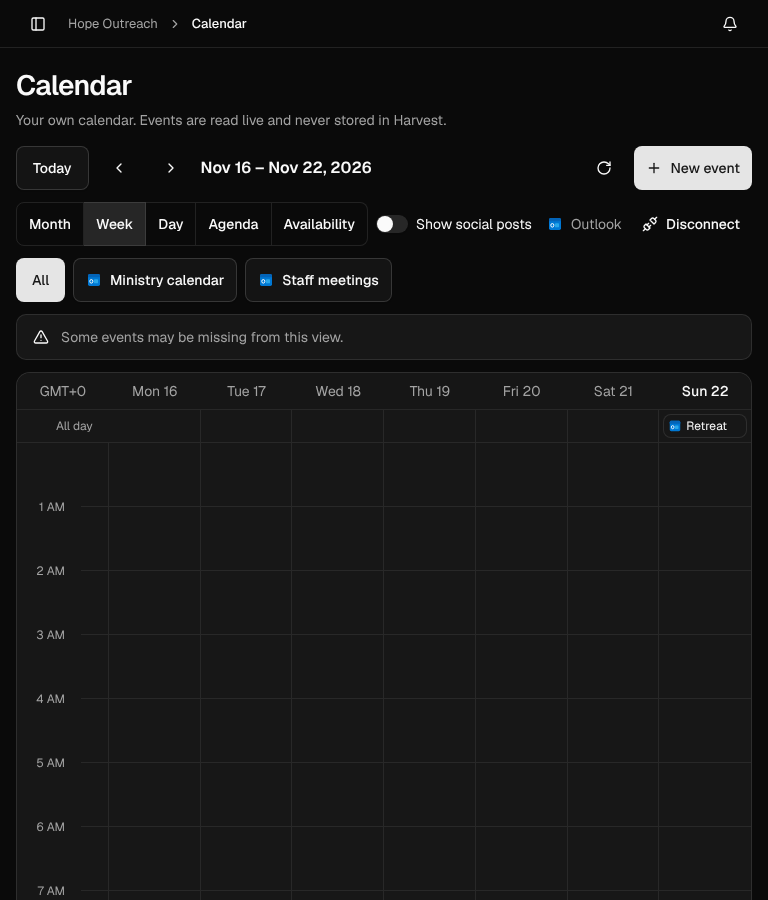 Hope Outreach > Calendar
Calendar
Your own calendar. Events are read live and never stored in Harvest.
Today Nov 16 – Nov 22, 2026 New event
Month Week Day Agenda Availability Show social posts Outlook Disconnect
All Ministry calendar Staff meetings
Some events may be missing from this view.
GMT+0 Mon 16 Tue 17 Wed 18 Thu 19 Fri 20 Sat 21 Sun 22
All day Retreat
1 AM
2 AM
3 AM
4 AM
5 AM
6 AM
7 AM